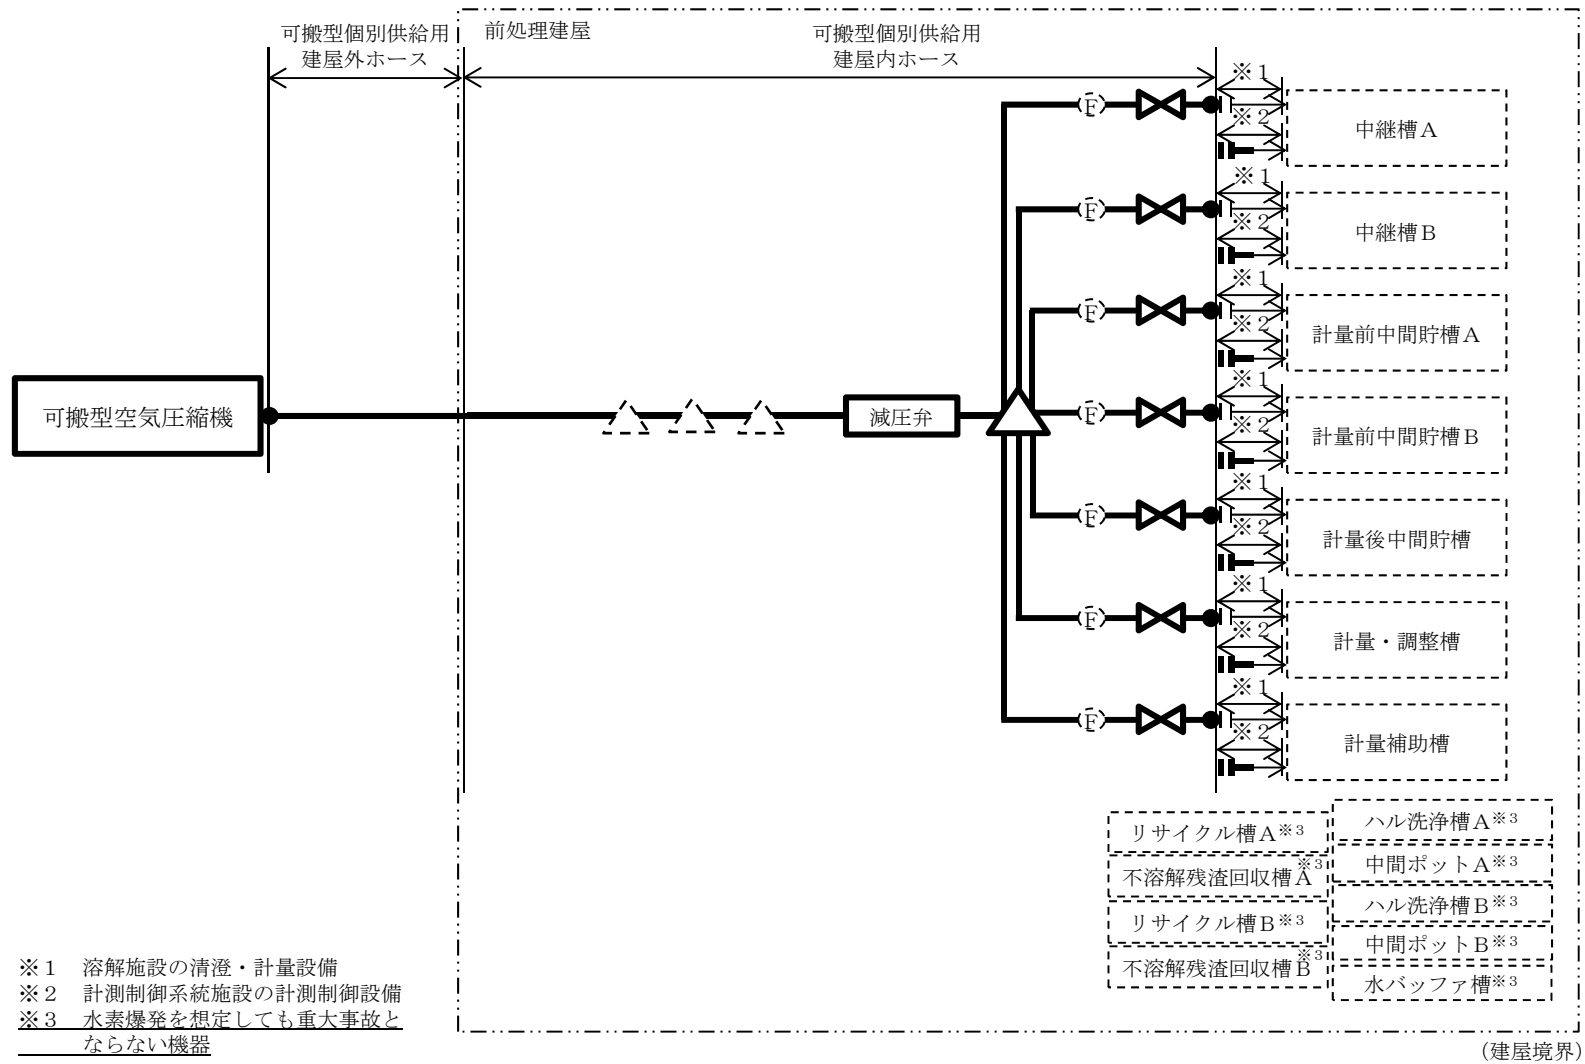 可搬型個別供給用
建屋外ホース
前処理建屋
可搬型個別供給用
建屋内ホース
※1
F
※2
中継槽A
※1
F
※2
中継槽B
※1
F
※2
計量前中間貯槽A
可搬型空気圧縮機
減圧弁
※1
F
※2
計量前中間貯槽B
※1
F
※2
計量後中間貯槽
※1
F
※2
計量・調整槽
※1
F
※2
計量補助槽
リサイクル槽A※3
不溶解残渣回収槽A※3
リサイクル槽B※3
不溶解残渣回収槽B※3
ハル洗浄槽A※3
中間ポットA※3
ハル洗浄槽B※3
中間ポットB※3
水バッファ槽※3
※1 溶解施設の清澄・計量設備
※2 計測制御系統施設の計測制御設備
※3 水素爆発を想定しても重大事故と
ならない機器
(建屋境界)